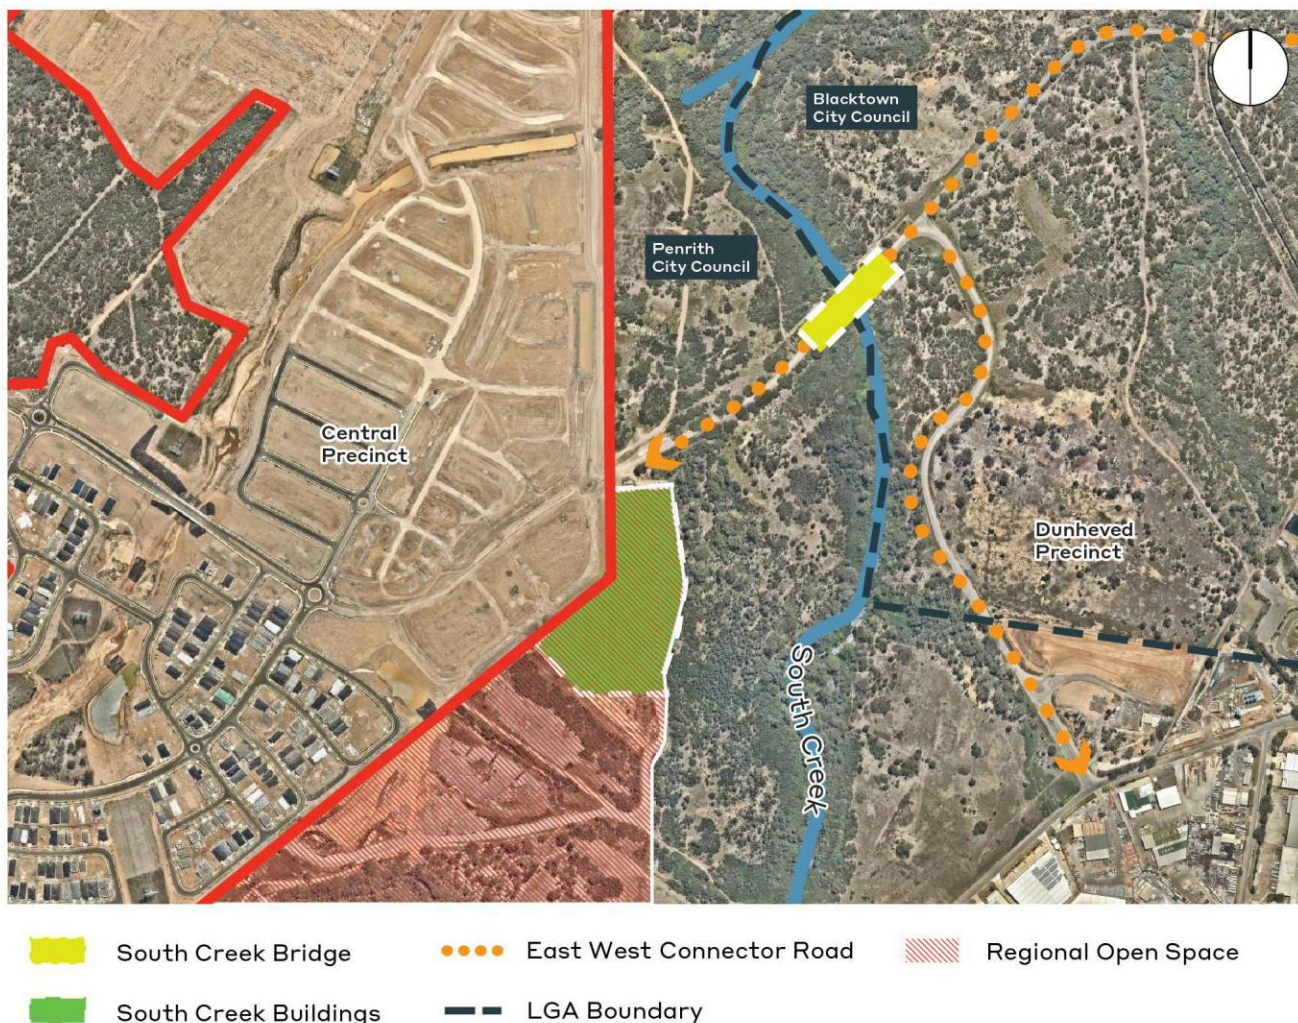 Blacktown
City Council
Penrith
City Council
Central
Precinct
Dunheved
Precinct
South Creek
South Creek Bridge
East West Connector Road
Regional Open Space
South Creek Buildings
LGA Boundary